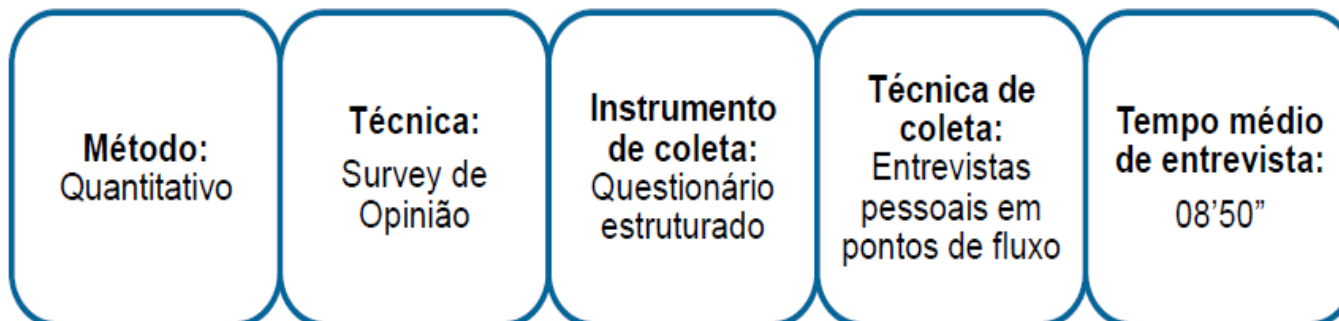 Método:
Quantitativo
Técnica:
Survey de
Opinião
Instrumento
de coleta:
Questionário
estruturado
Técnica de
coleta:
Entrevistas
pessoais em
pontos de fluxo
Tempo médio
de entrevista:
08’50”